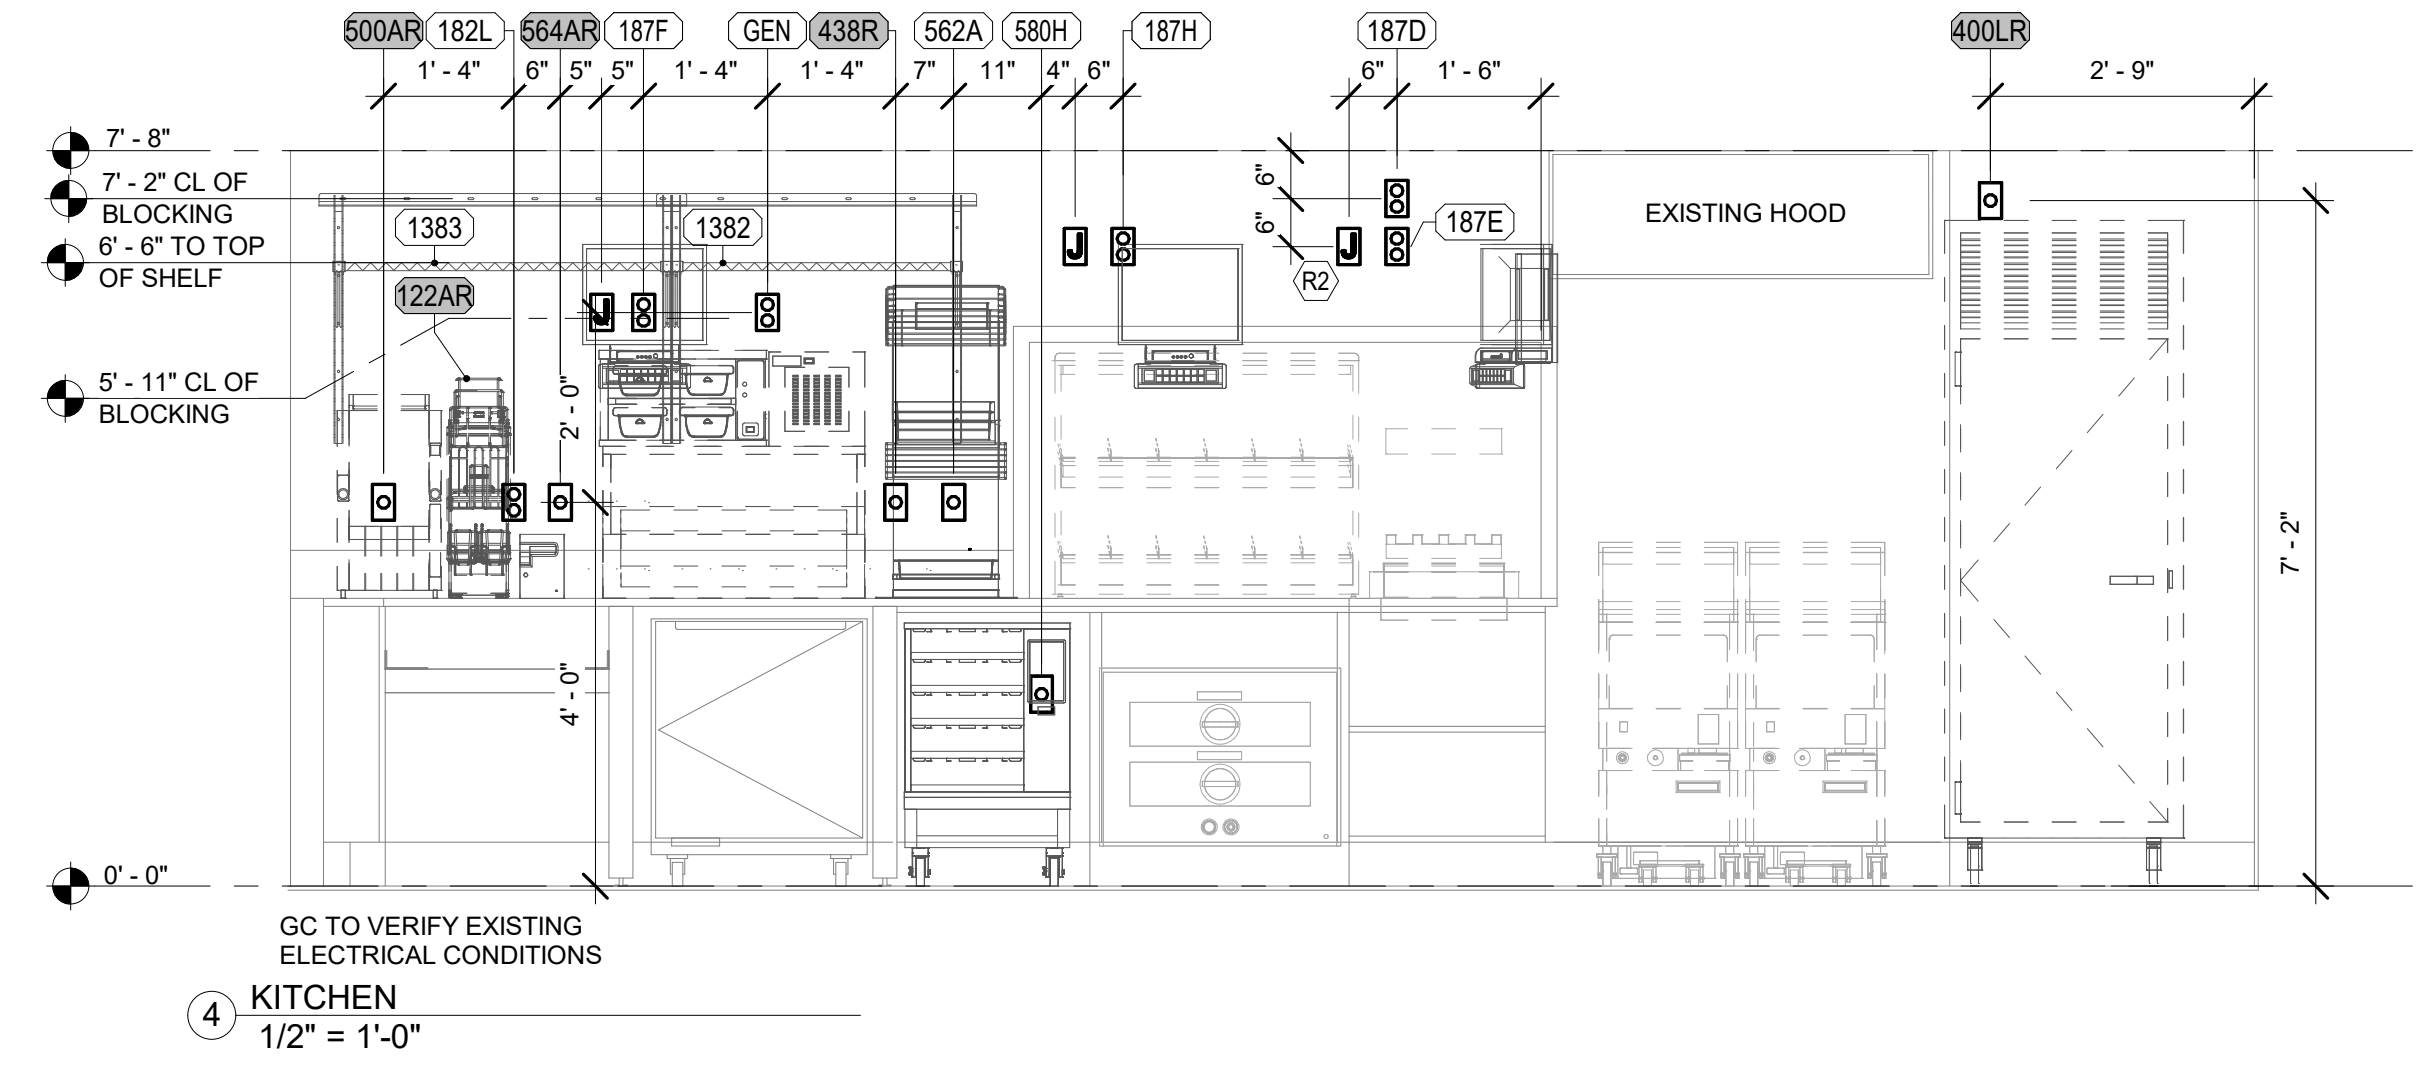 500AR 182L 564AR 187F GEN 438R 562A 580H 187H 187D 400LR
1' - 4" 6" 5" 5" 1' - 4" 1' - 4" 7" 11" 4" 6" 6" 1' - 6" 2' - 9"
7' - 8"
7' - 2" CL OF
BLOCKING
6' - 6" TO TOP
OF SHELF
1383
1382
122AR
6"
6"
187E
R2
J
J
J
EXISTING HOOD
5' - 11" CL OF
BLOCKING
2' - 0"
4' - 0"
7' - 2"
0' - 0"
GC TO VERIFY EXISTING
ELECTRICAL CONDITIONS
4 KITCHEN
1/2" = 1'-0"